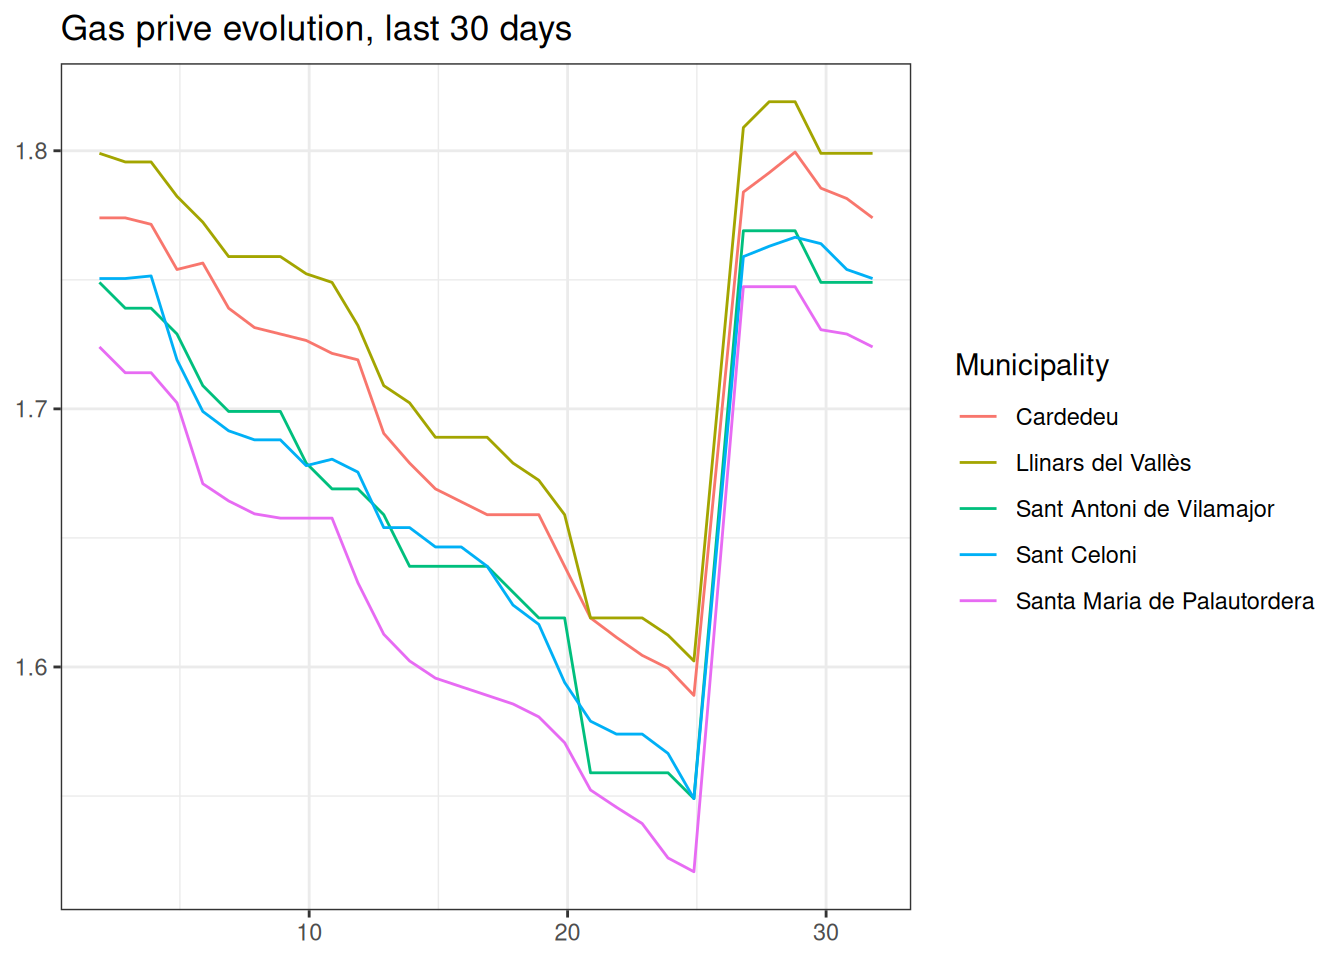 Gas prive evolution, last 30 days
1.8
1.7
1.6
10
20
30
Municipality
Cardedeu
Llinars del Vallès
Sant Antoni de Vilamajor
Sant Celoni
Santa Maria de Palautordera